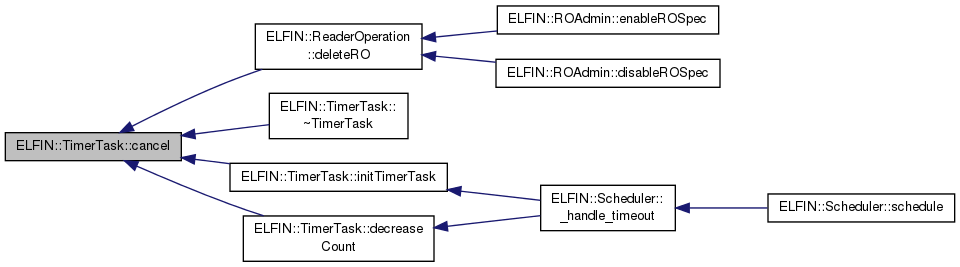 ELFIN::TimerTask::cancel
ELFIN::ReaderOperation
::deleteRO
ELFIN::ROAdmin::enableROSpec
ELFIN::ROAdmin::disableROSpec
ELFIN::TimerTask::
~TimerTask
ELFIN::TimerTask::initTimerTask
ELFIN::TimerTask::decrease
Count
ELFIN::Scheduler::
_handle_timeout
ELFIN::Scheduler::schedule